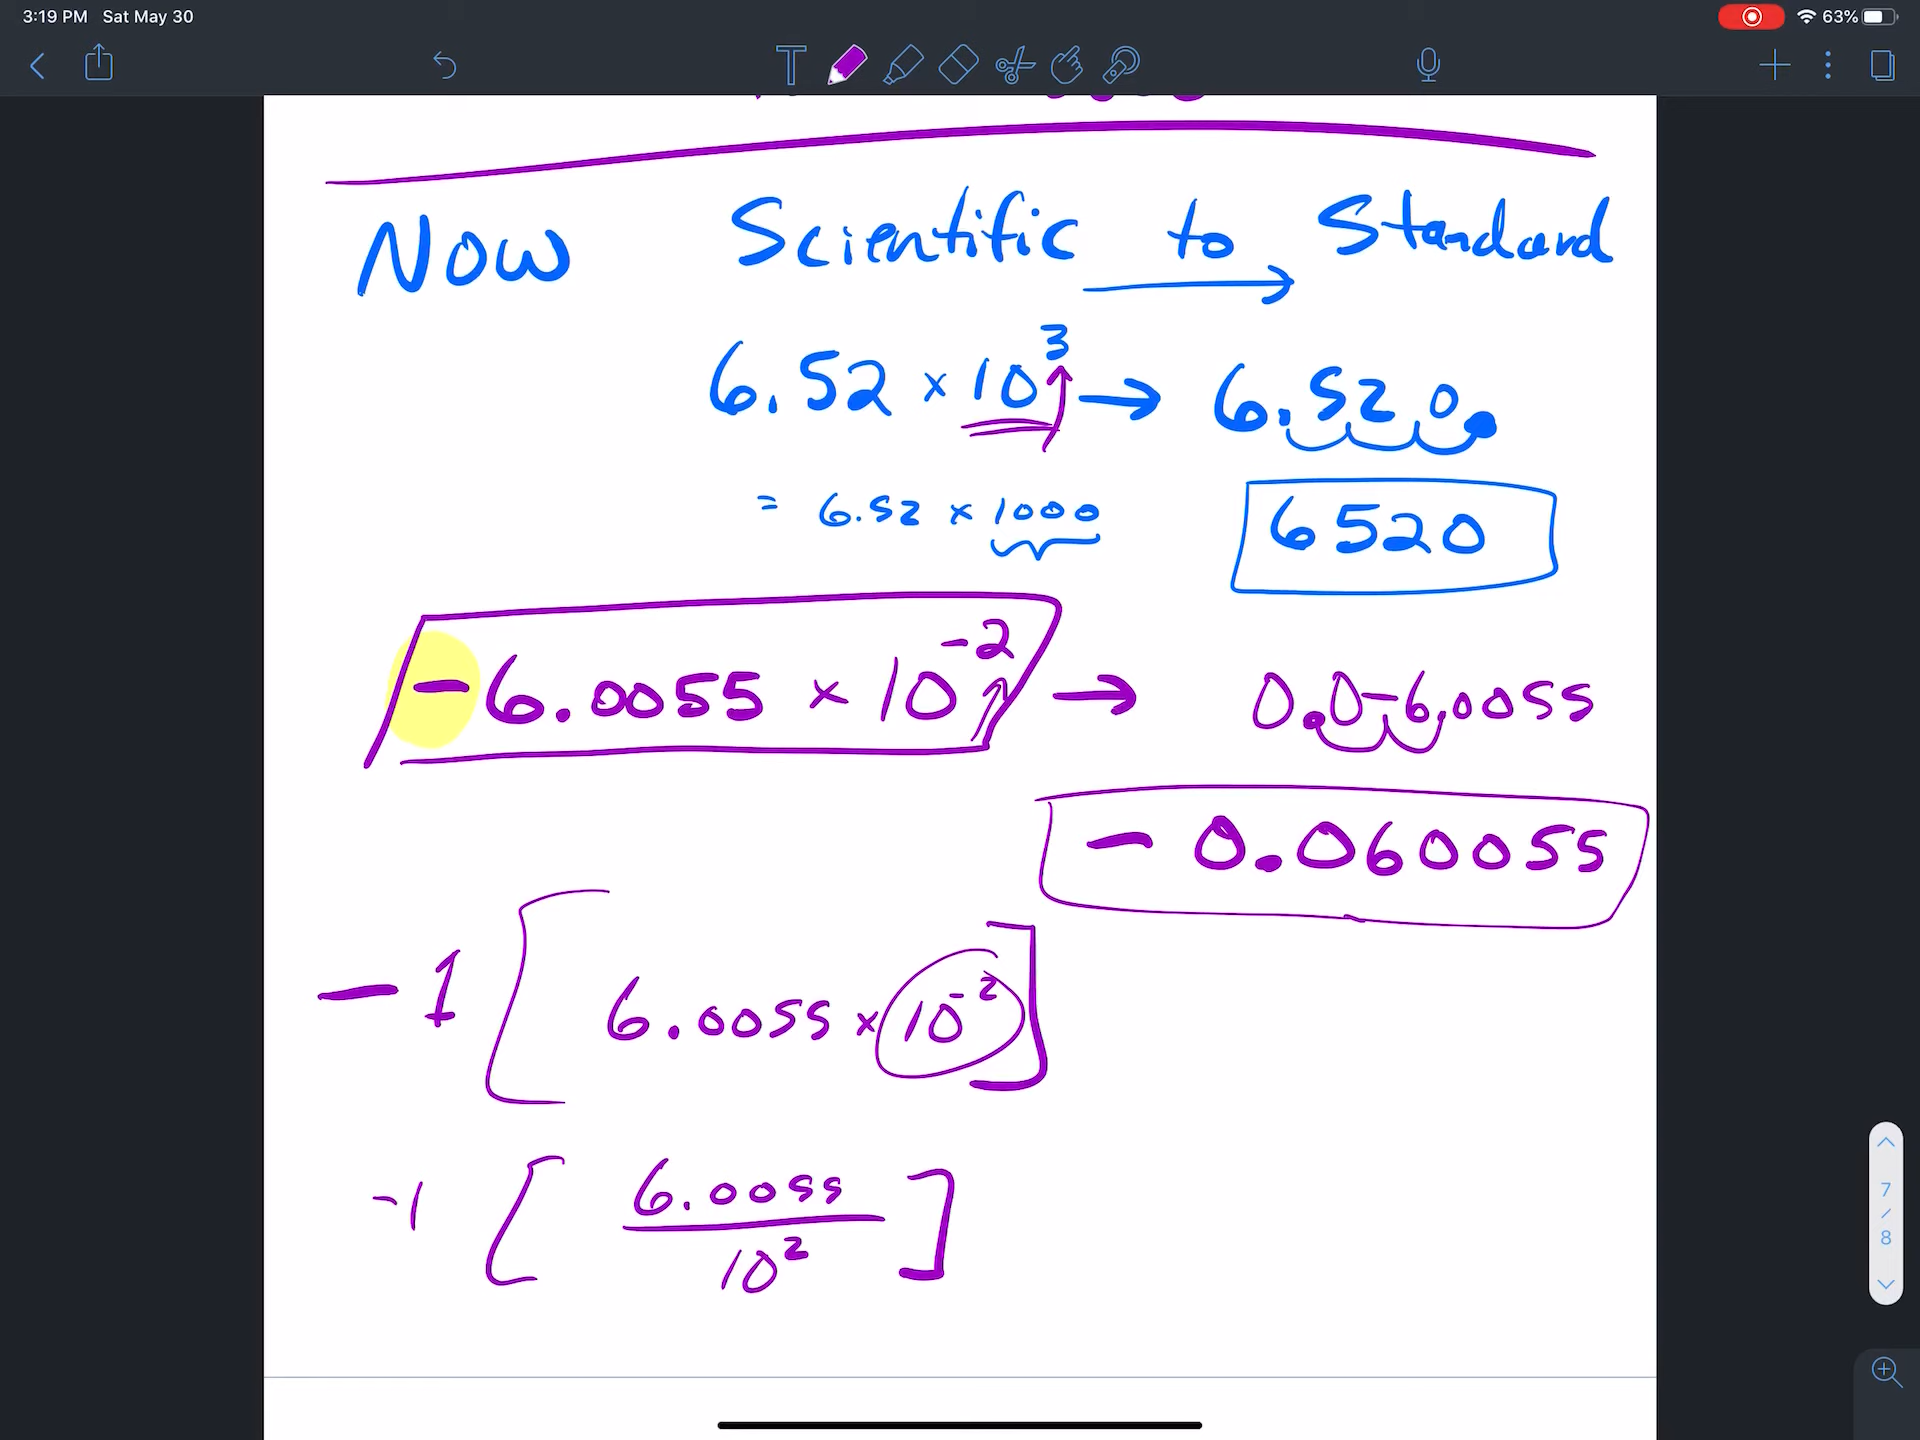 3:19 PM Sat May 30
63%
Now Scientific to Standard
6.52 × 10³ → 6.520
= 6.52 × 1000
6520
-6.0055 × 10⁻² → 0.0-6.0055
- 0.060055
-1 [ 6.0055 × 10⁻² ]
-1 [ 6.0055 / 10² ]
7
/
8